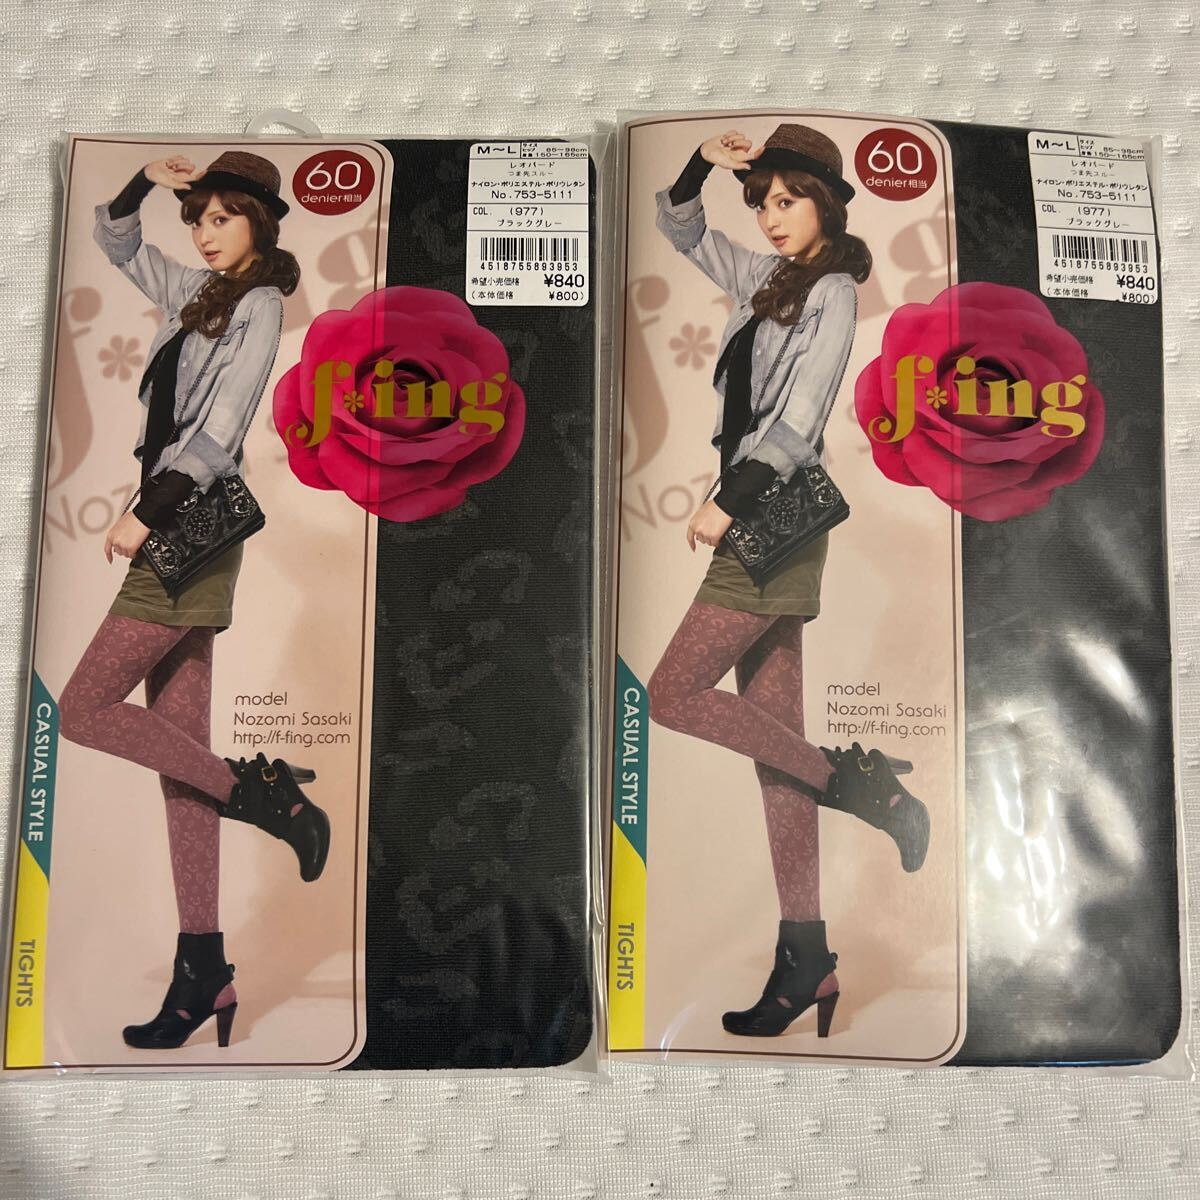 60
denier相当
M～L
サイズ
ヒップ 85～98cm
身長 150～165cm
レオパード
つま先スルー
ナイロン・ポリエステル・ポリウレタン
No.753-5111
COL. (977)
ブラックグレー
4518755893953
希望小売価格 ¥840
(本体価格 ¥800)
f*ing
model
Nozomi Sasaki
http://f-fing.com
CASUAL STYLE
TIGHTS
60
denier相当
M～L
サイズ
ヒップ 85～98cm
身長 150～165cm
レオパード
つま先スルー
ナイロン・ポリエステル・ポリウレタン
No.753-5111
COL. (977)
ブラックグレー
4518755893953
希望小売価格 ¥840
(本体価格 ¥800)
f*ing
model
Nozomi Sasaki
http://f-fing.com
CASUAL STYLE
TIGHTS